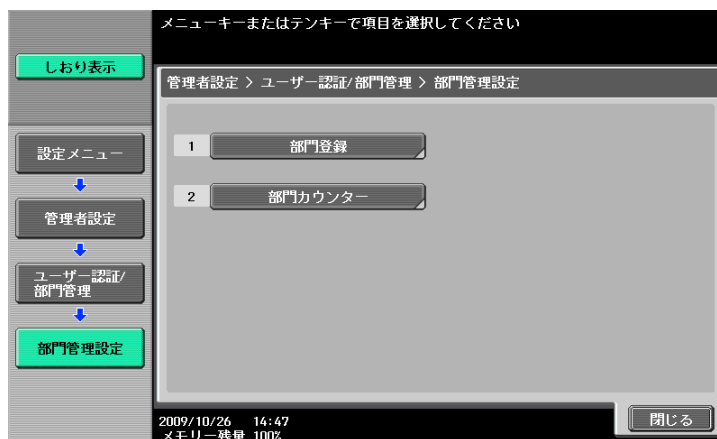 メニューキーまたはテンキーで項目を選択してください
しおり表示
管理者設定 > ユーザー認証/部門管理 > 部門管理設定
設定メニュー
管理者設定
ユーザー認証/
部門管理
部門管理設定
1 部門登録
2 部門カウンター
2009/10/26 14:47
メモリー残量 100%
閉じる